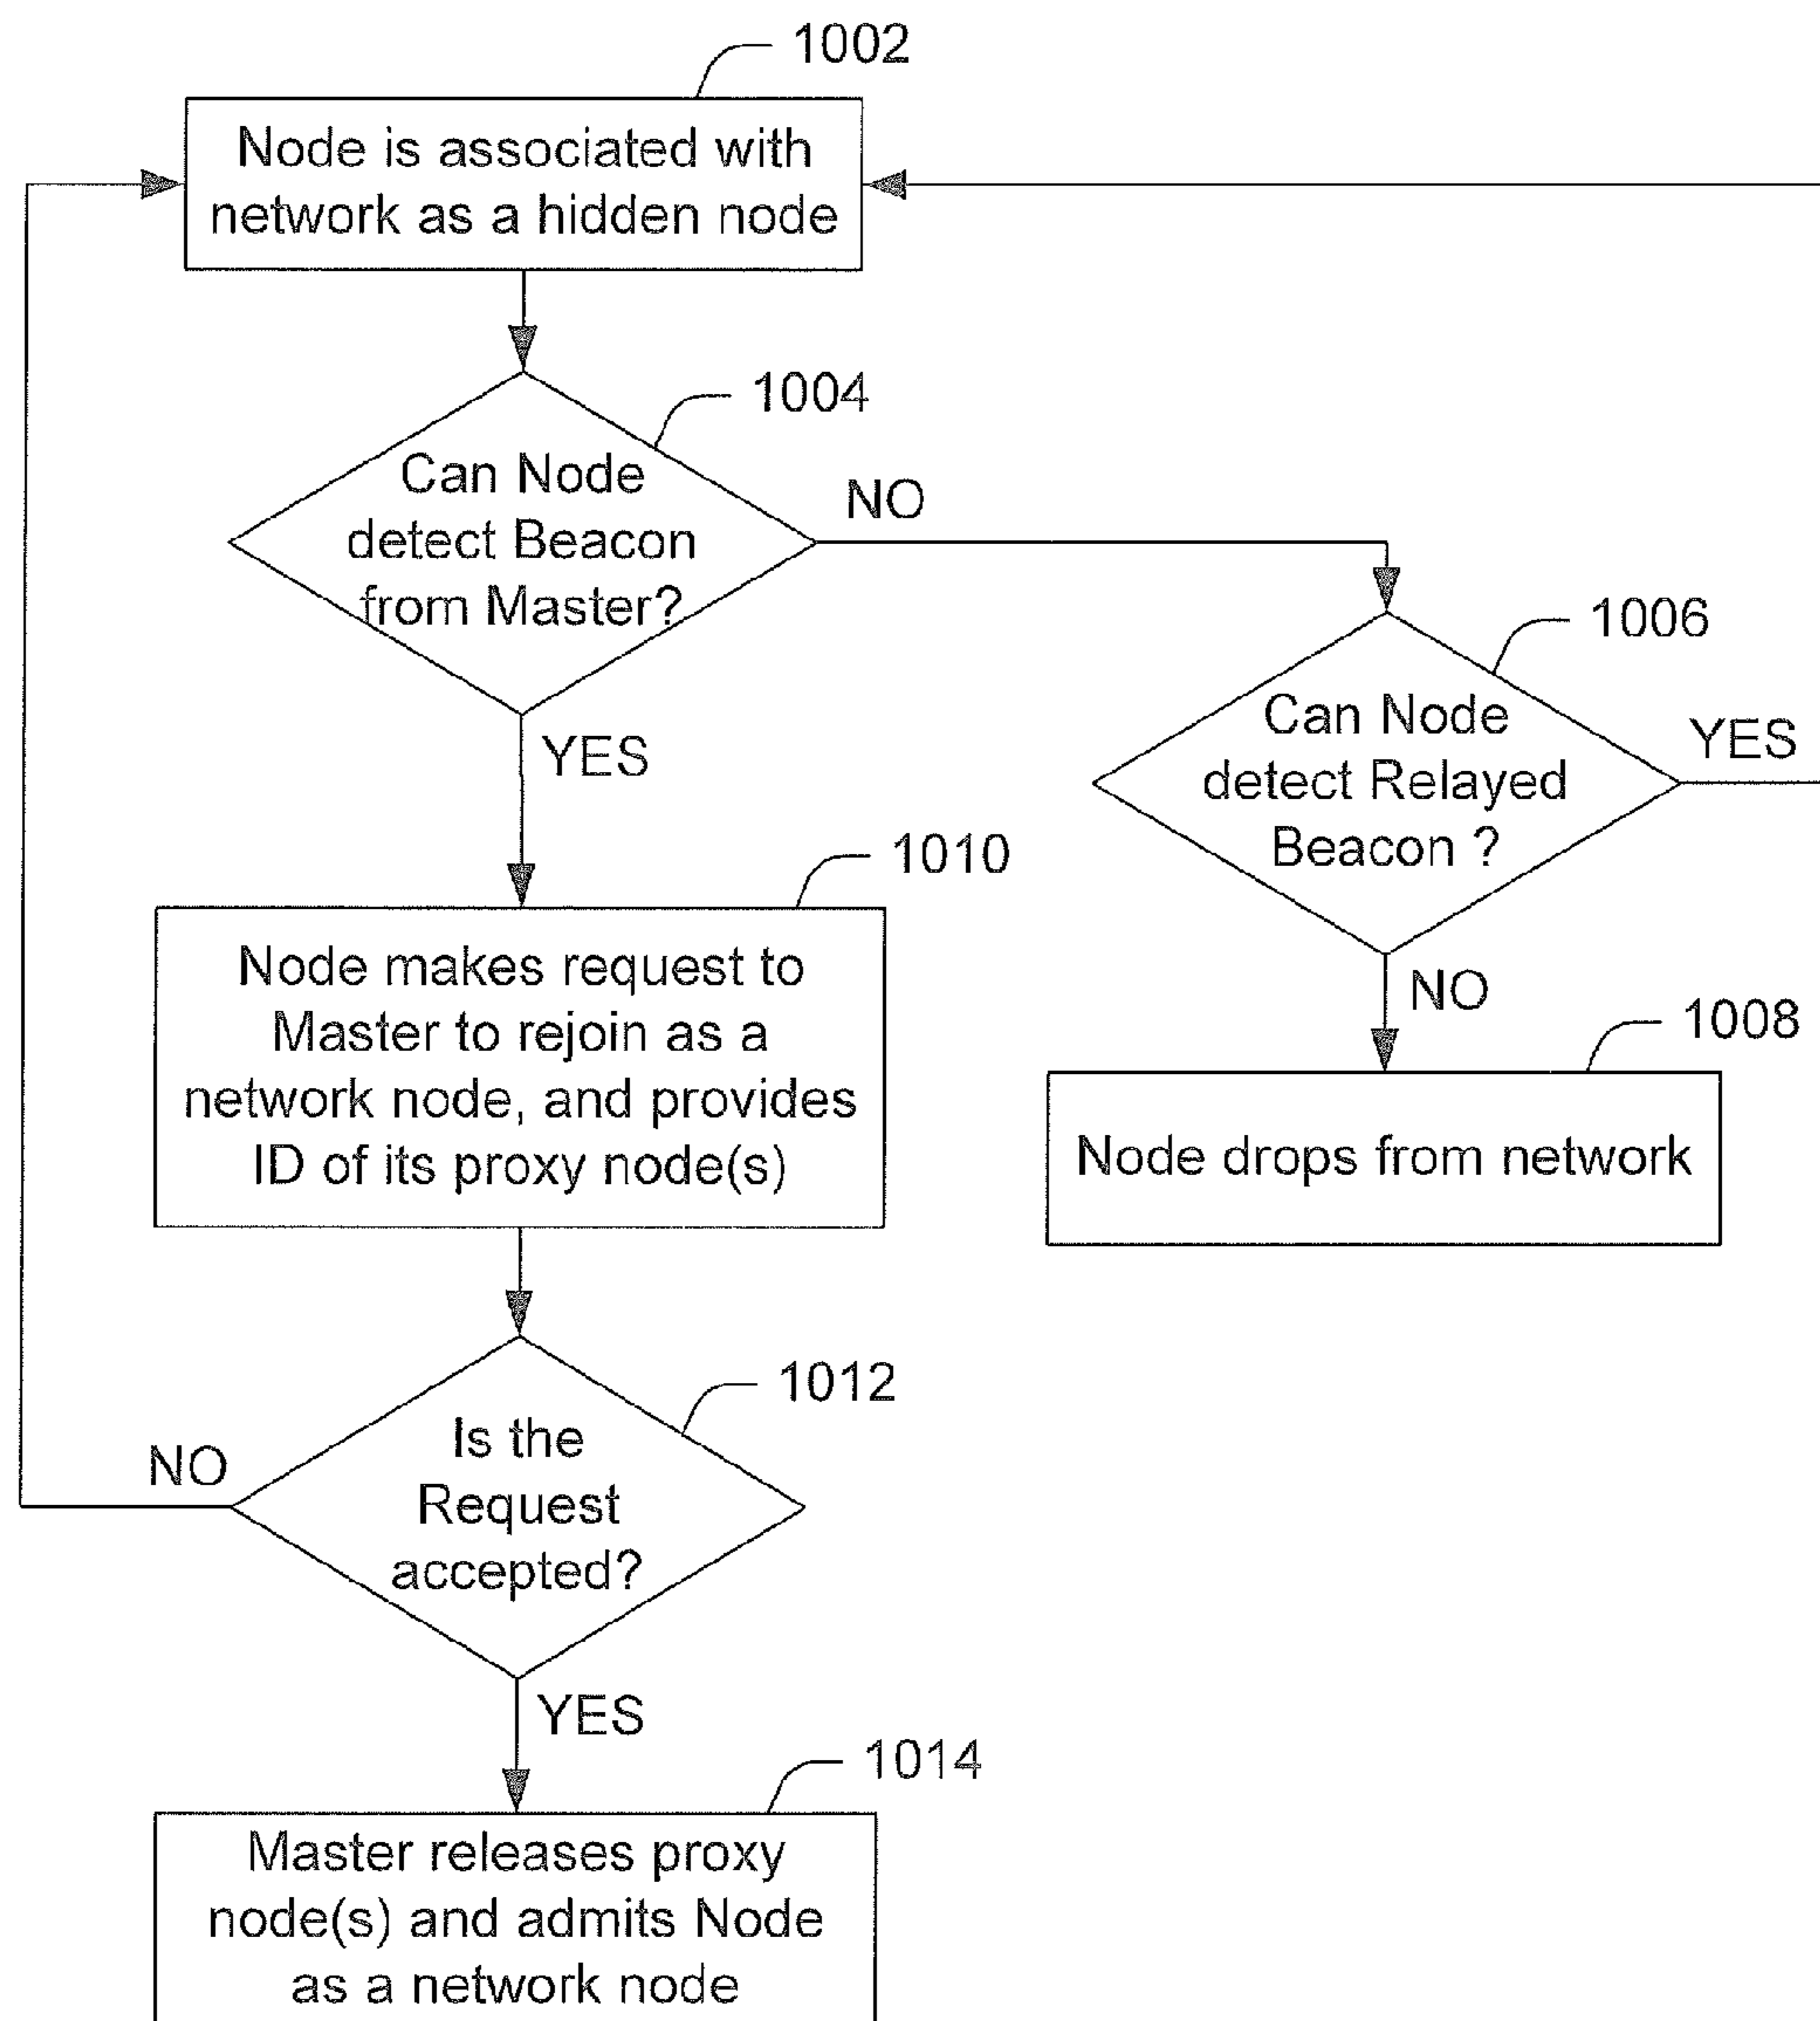 1002
Node is associated with
network as a hidden node
1004
Can Node
detect Beacon
from Master?
NO
YES
1006
Can Node
detect Relayed
Beacon ?
YES
NO
1008
Node drops from network
1010
Node makes request to
Master to rejoin as a
network node, and provides
ID of its proxy node(s)
1012
Is the
Request
accepted?
NO
YES
1014
Master releases proxy
node(s) and admits Node
as a network node